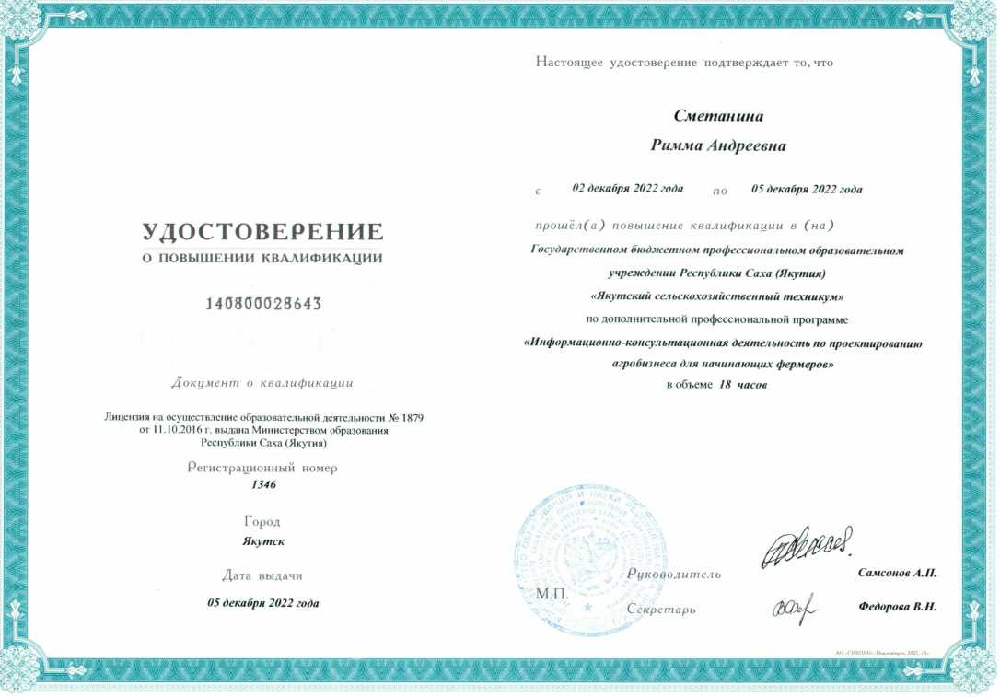 УДОСТОВЕРЕНИЕ
О ПОВЫШЕНИИ КВАЛИФИКАЦИИ
140800028643
Документ о квалификации
Лицензия на осуществление образовательной деятельности № 1879
от 11.10.2016 г. выдана Министерством образования
Республики Саха (Якутия)
Регистрационный номер
1346
Город
Якутск
Дата выдачи
05 декабря 2022 года
Настоящее удостоверение подтверждает то, что
Сметанина
Римма Андреевна
с 02 декабря 2022 года по 05 декабря 2022 года
прошёл(а) повышение квалификации в (на)
Государственном бюджетном профессиональном образовательном
учреждении Республики Саха (Якутия)
«Якутский сельскохозяйственный техникум»
по дополнительной профессиональной программе
«Информационно-консультационная деятельность по проектированию
агробизнеса для начинающих фермеров»
в объеме 18 часов
Руководитель Самсонов А.П.
М.П.
Секретарь Федорова В.Н.